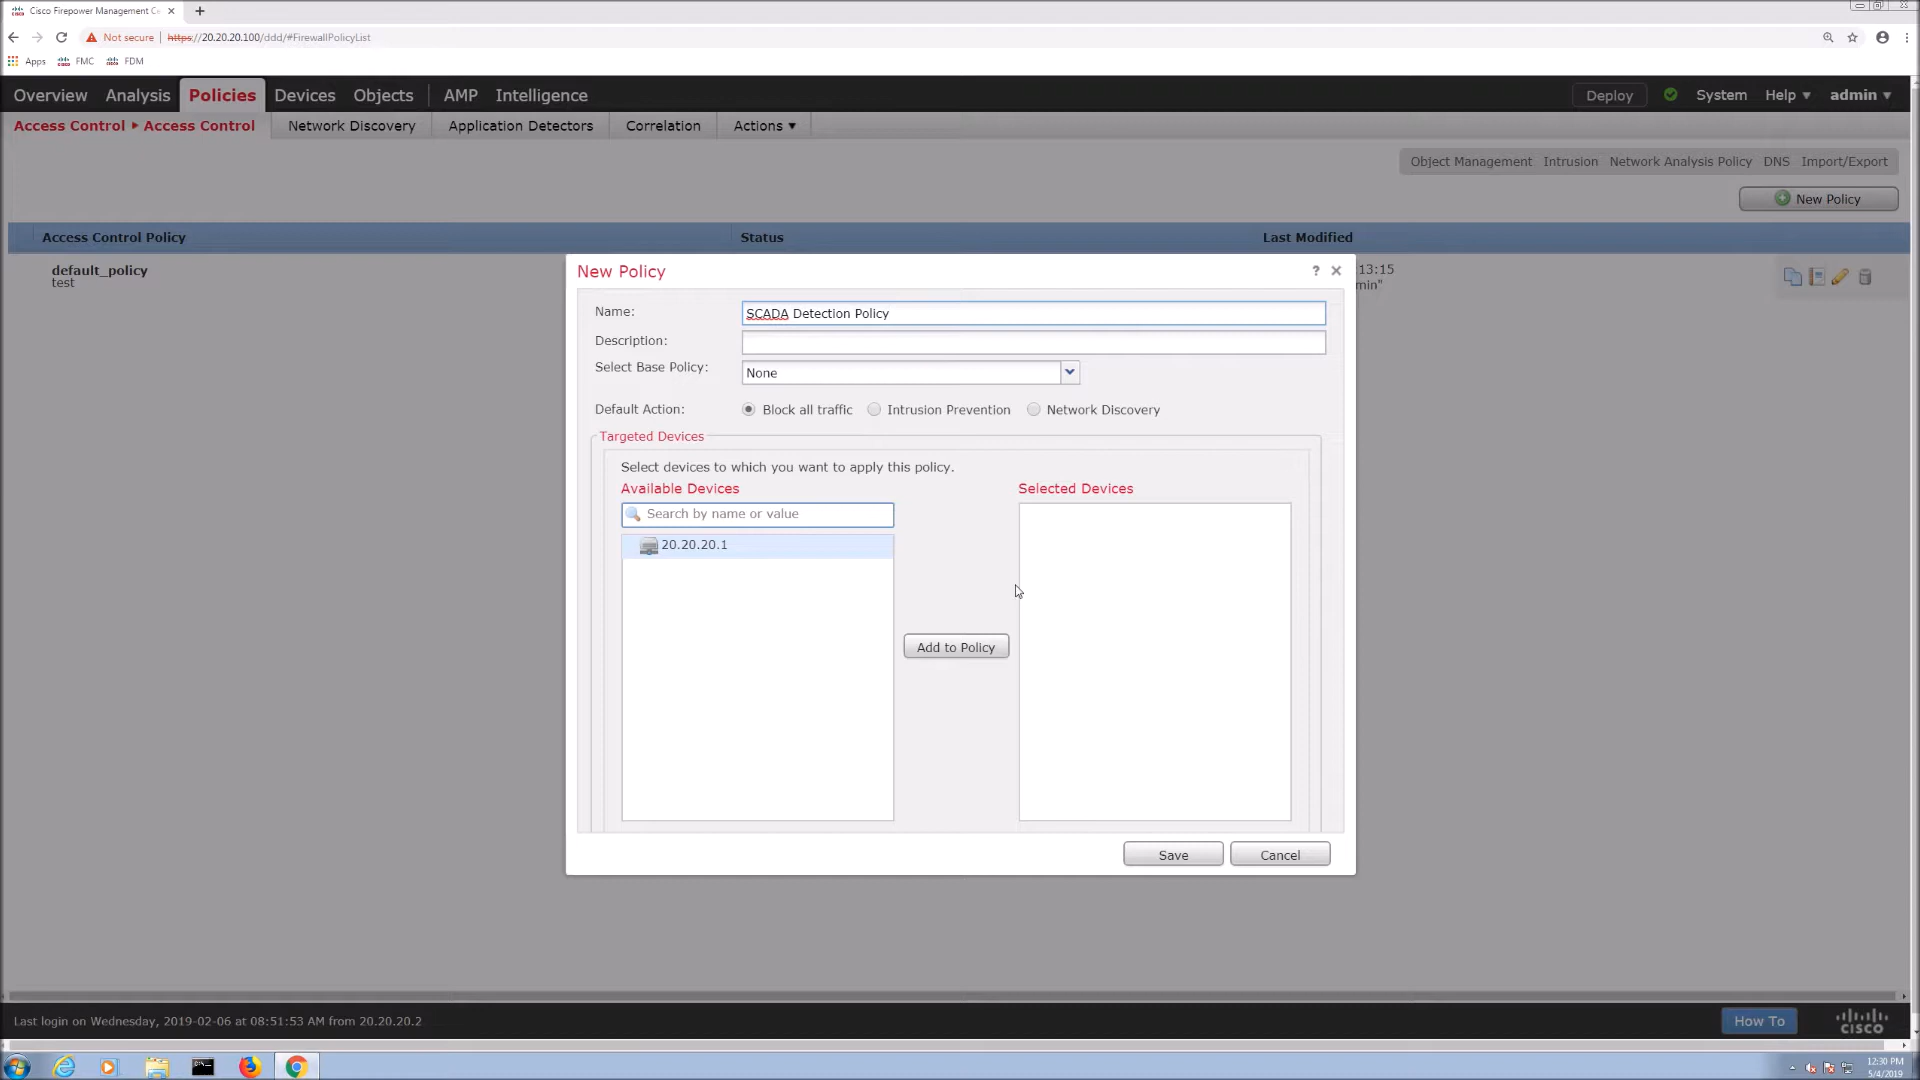 Cisco Firepower Management Ce
Not secure | https://20.20.20.100/ddd/#FirewallPolicyList
Apps FMC FDM
Overview Analysis Policies Devices Objects AMP Intelligence Deploy System Help admin
Access Control ▸ Access Control Network Discovery Application Detectors Correlation Actions
Object Management Intrusion Network Analysis Policy DNS Import/Export
New Policy
Access Control Policy Status Last Modified
default_policy 13:15
test min"
New Policy
Name: SCADA Detection Policy
Description:
Select Base Policy: None
Default Action: Block all traffic Intrusion Prevention Network Discovery
Targeted Devices
Select devices to which you want to apply this policy.
Available Devices Selected Devices
Search by name or value
20.20.20.1
Add to Policy
Save Cancel
Last login on Wednesday, 2019-02-06 at 08:51:53 AM from 20.20.20.2 How To
CISCO
12:30 PM
5/4/2019